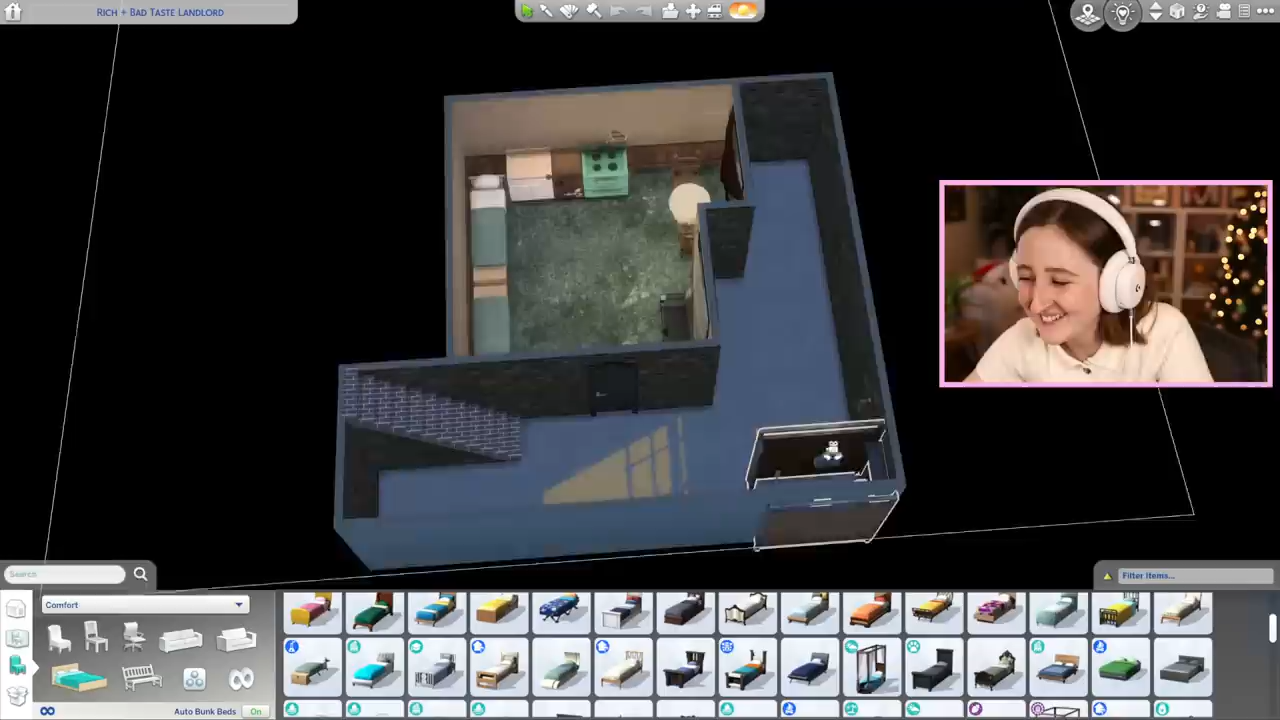 Rich + Bad Taste Landlord
Search
Filter Items...
Comfort
Auto Bunk Beds
On